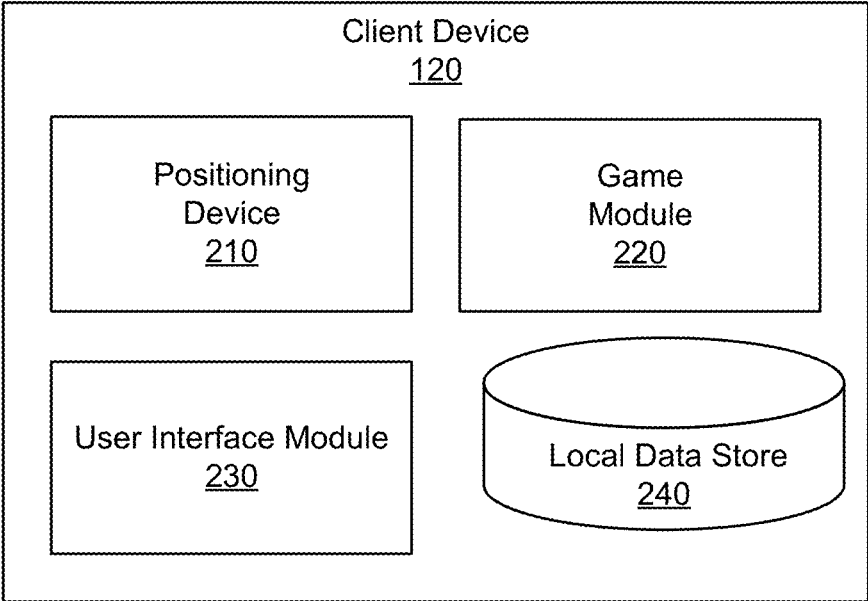 Client Device
120
Positioning
Device
210
Game
Module
220
User Interface Module
230
Local Data Store
240